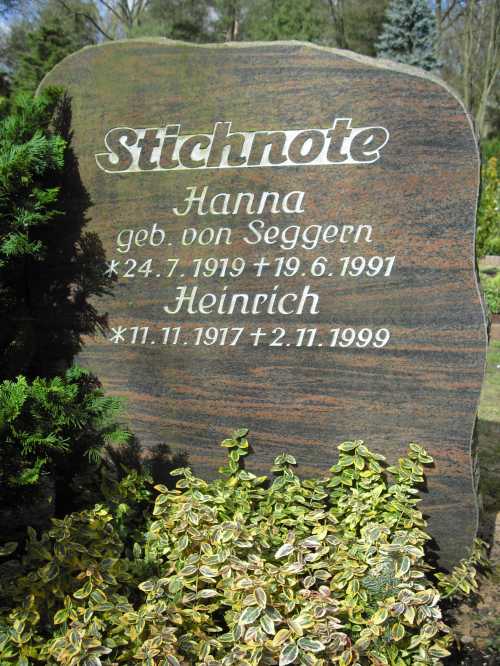 Stichnote
Hanna
geb. von Seggern
*24.7.1919 †19.6.1991
Heinrich
*11.11.1917 †2.11.1999